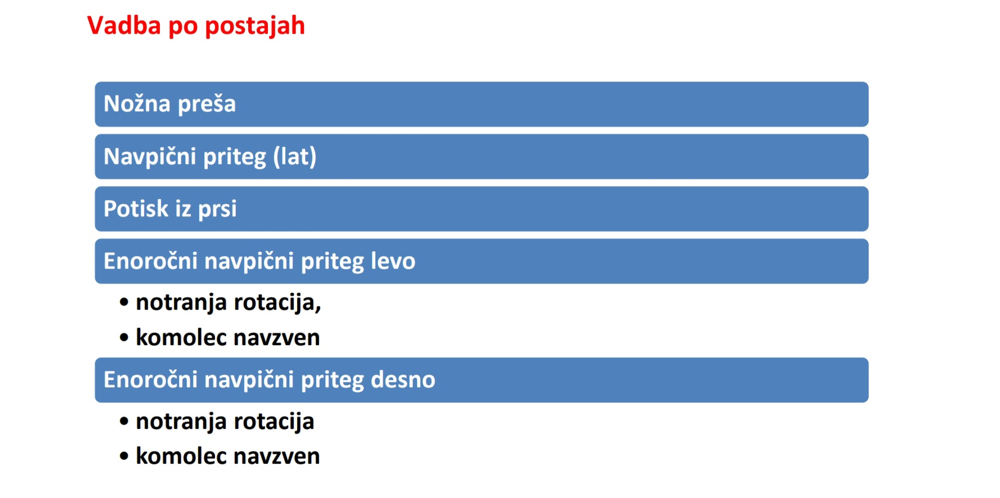 Vadba po postajah
Nožna preša
Navpični priteg (lat)
Potisk iz prsi
Enoročni navpični priteg levo
• notranja rotacija,
• komolec navzven
Enoročni navpični priteg desno
• notranja rotacija
• komolec navzven